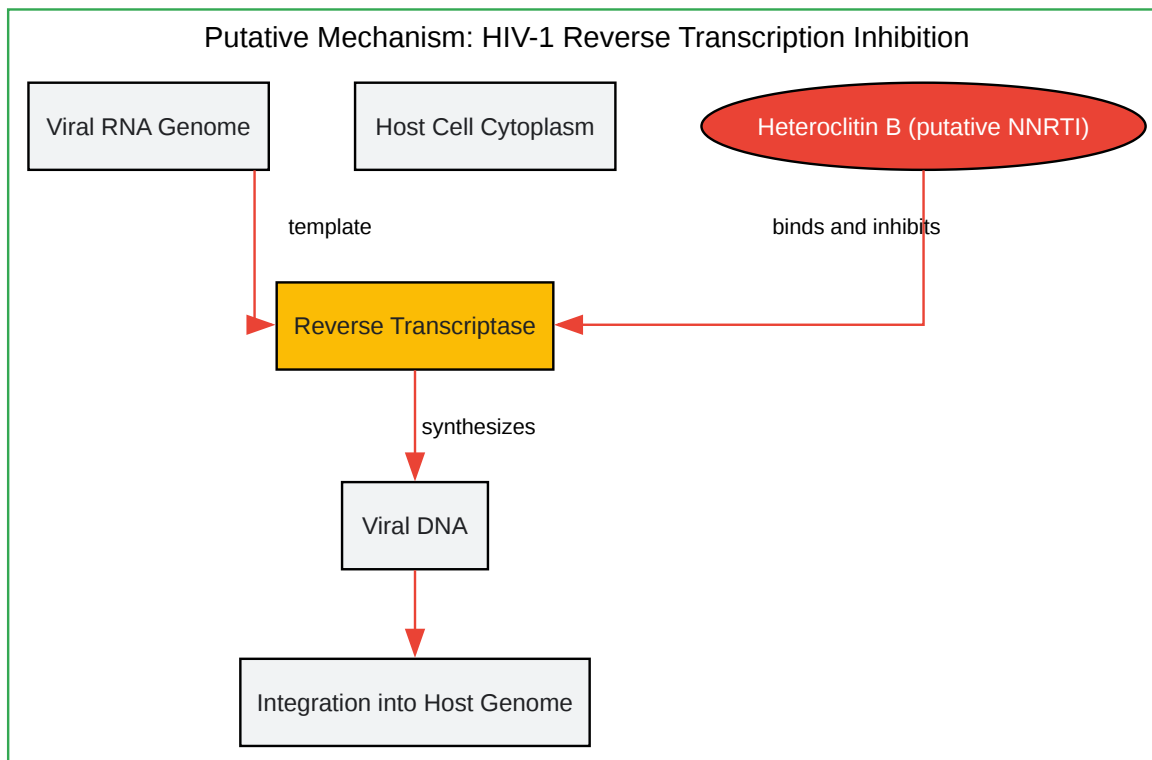 Putative Mechanism: HIV-1 Reverse Transcription Inhibition
Viral RNA Genome
Host Cell Cytoplasm
Heteroclitin B (putative NNRTI)
template
binds and inhibits
Reverse Transcriptase
synthesizes
Viral DNA
Integration into Host Genome